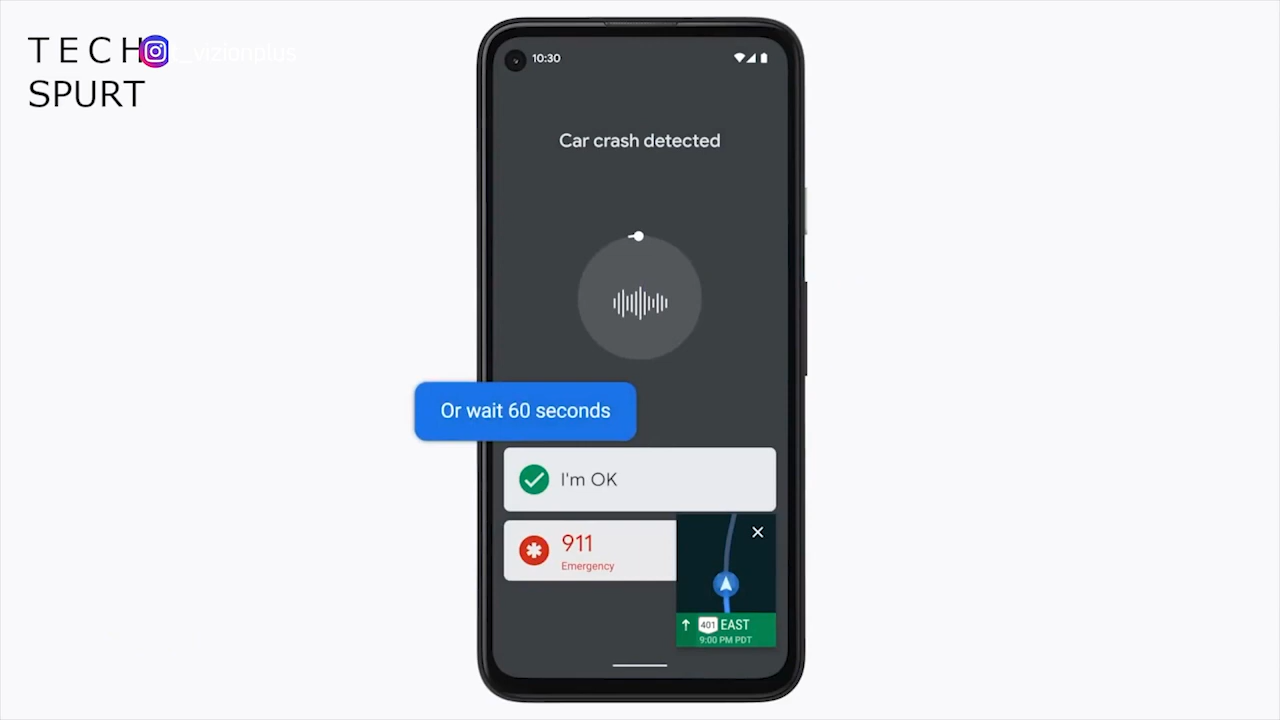 TECH
SPURT
t_vizionplus
10:30
Car crash detected
Or wait 60 seconds
I'm OK
911
Emergency
401 EAST
9:00 PM PDT